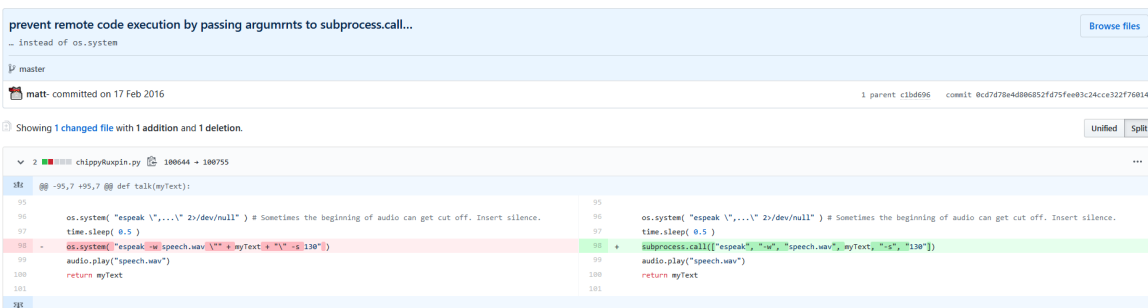 prevent remote code execution by passing argumrnts to subprocess.call...
Browse files
… instead of os.system
master
matt- committed on 17 Feb 2016
1 parent c1bd696 commit 0cd7d78e4d806852fd75fee03c24cce322f76014
Showing 1 changed file with 1 addition and 1 deletion.
Unified Split
2 chippyRuxpin.py 100644 → 100755
@@ -95,7 +95,7 @@ def talk(myText):
95 95
96 os.system( "espeak \",...\" 2>/dev/null" ) # Sometimes the beginning of audio can get cut off. Insert silence. 96 os.system( "espeak \",...\" 2>/dev/null" ) # Sometimes the beginning of audio can get cut off. Insert silence.
97 time.sleep( 0.5 ) 97 time.sleep( 0.5 )
98 - os.system( "espeak -w speech.wav \"" + myText + "\" -s 130" ) 98 + subprocess.call(["espeak", "-w", "speech.wav", myText, "-s", "130"])
99 audio.play("speech.wav") 99 audio.play("speech.wav")
100 return myText 100 return myText
101 101